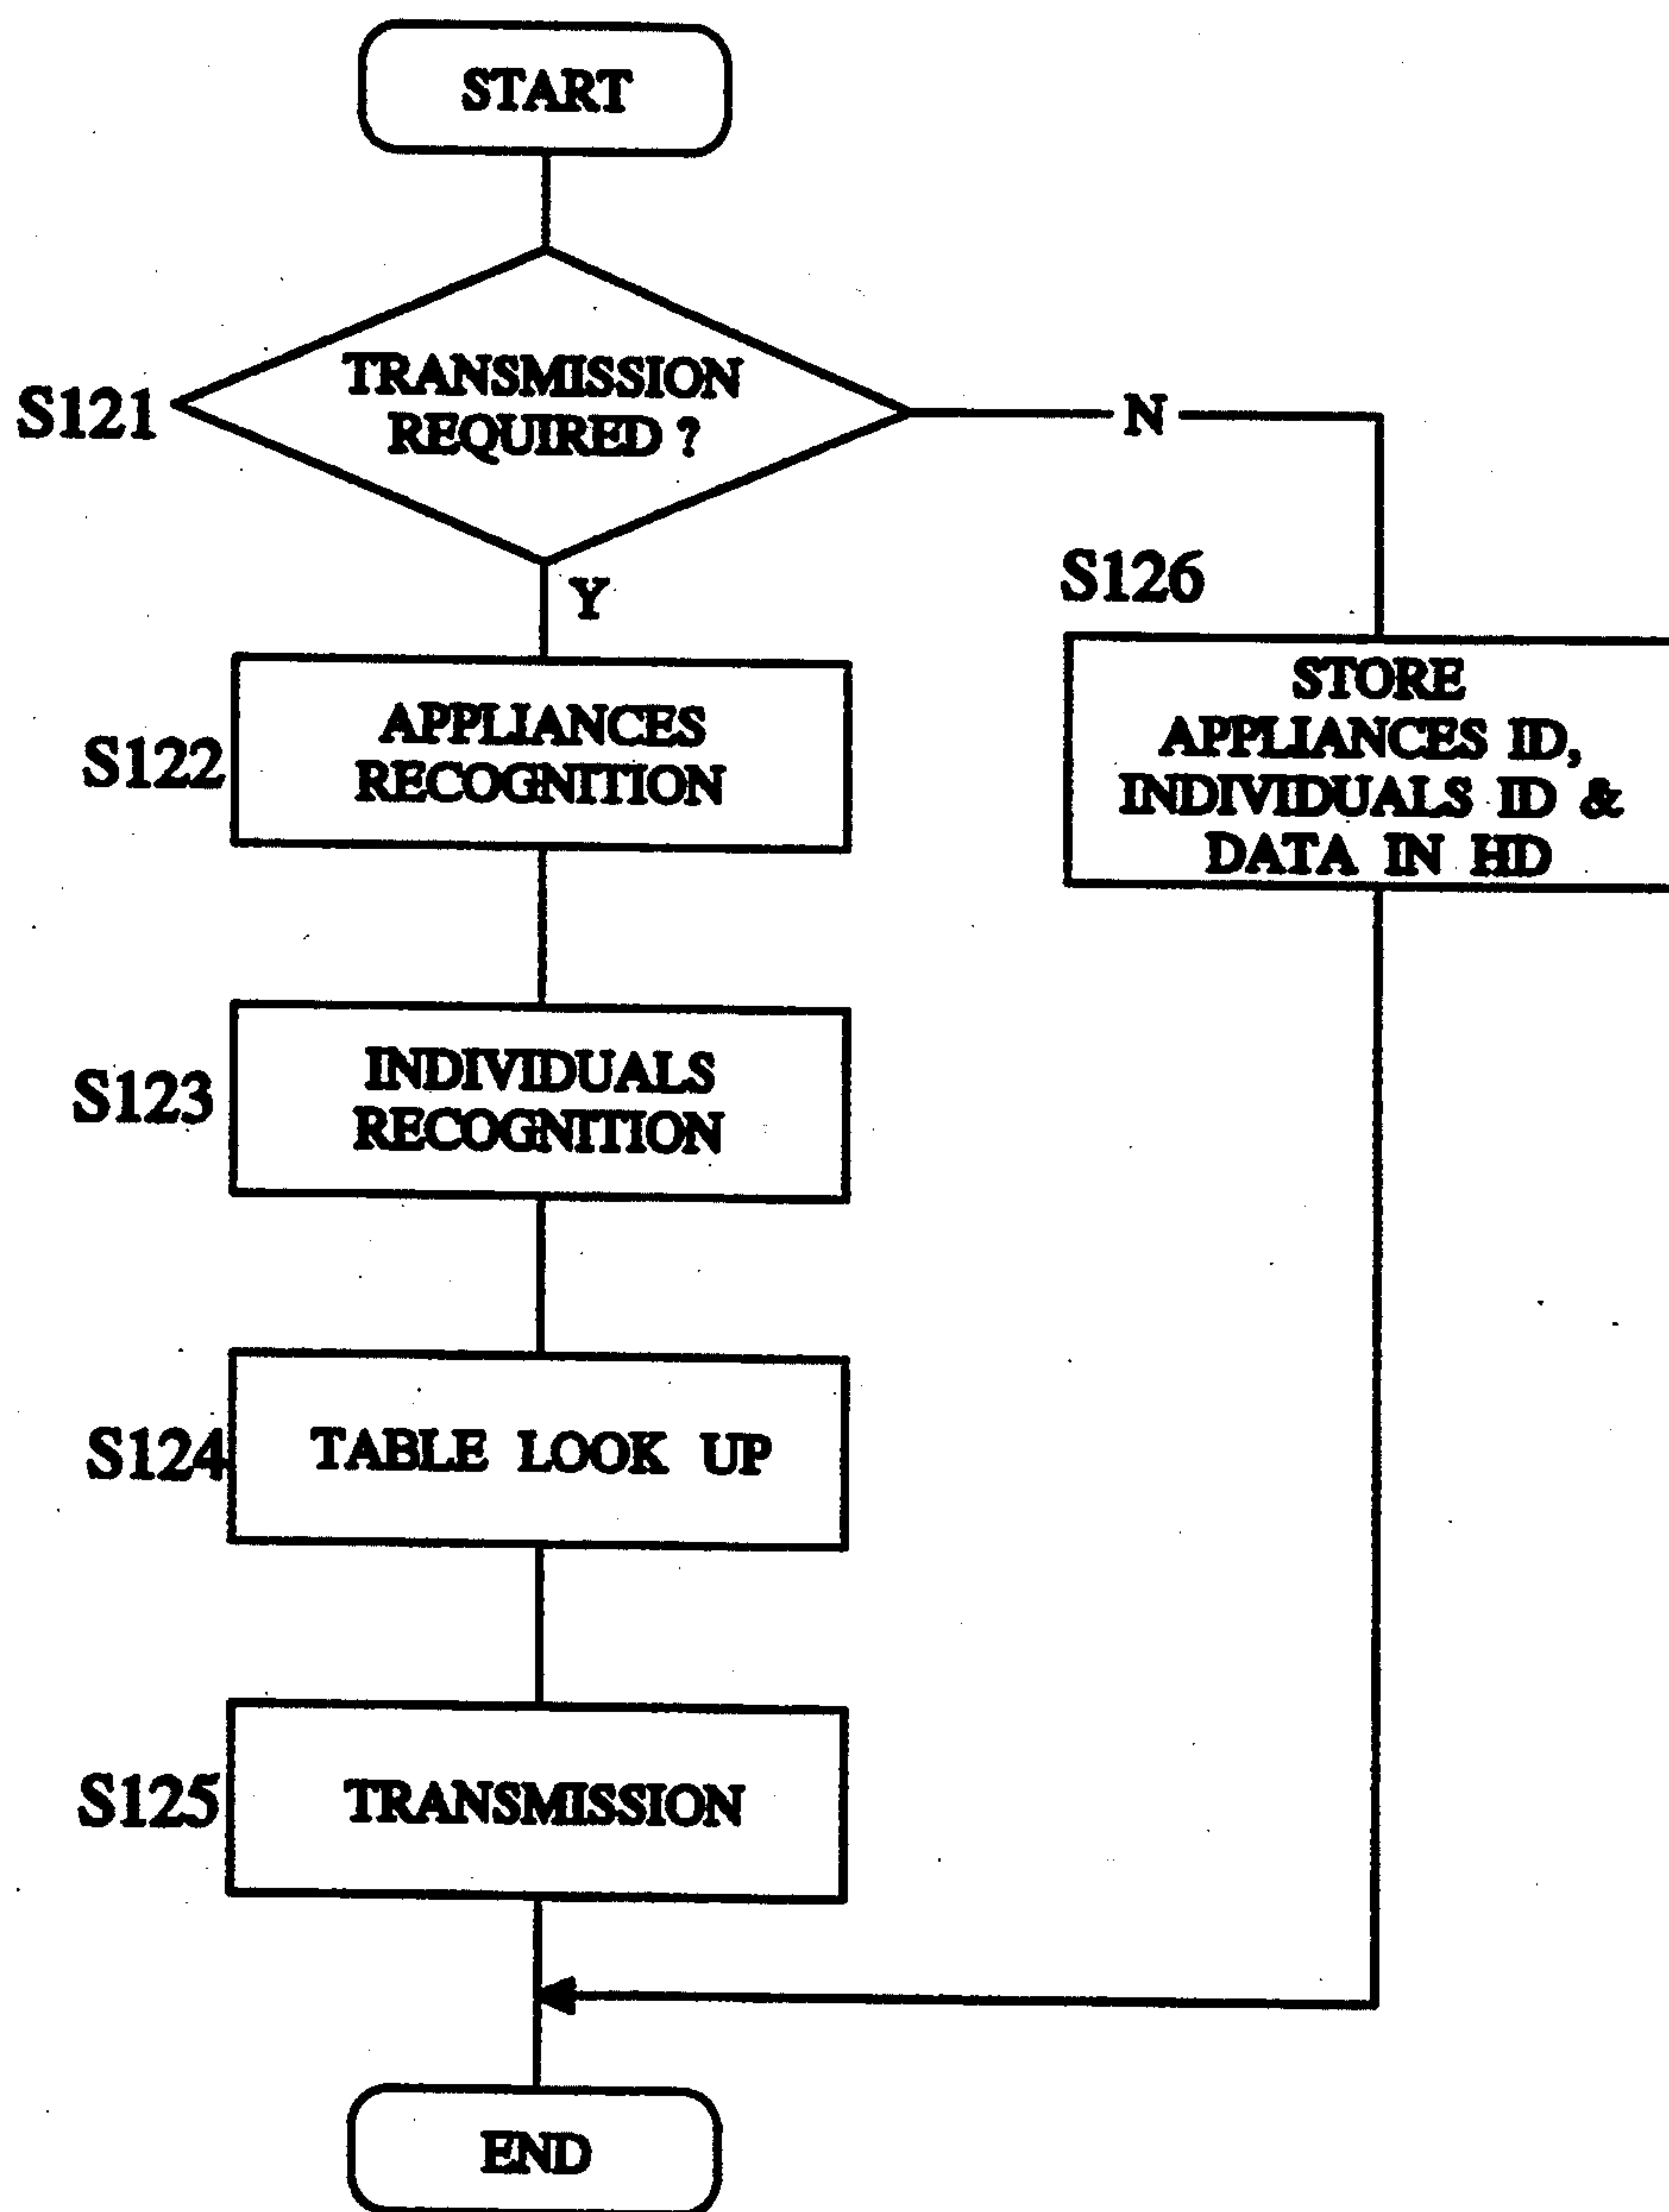 START
S121
TRANSMISSION
REQUIRED ?
N
Y
S126
STORE
APPLIANCES ID,
INDIVIDUALS ID &
DATA IN HD
S122
APPLIANCES
RECOGNITION
S123
INDIVIDUALS
RECOGNITION
S124
TABLE LOOK UP
S125
TRANSMISSION
END